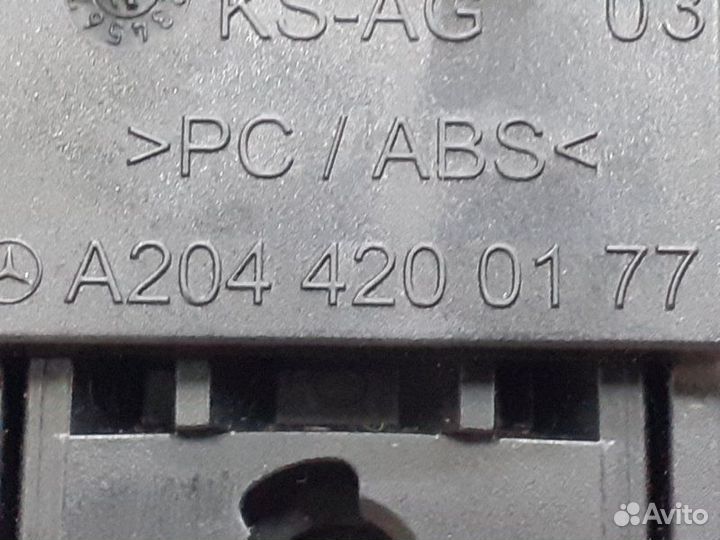 KS-AG 03
>PC / ABS<
A204 420 01 77
Avito